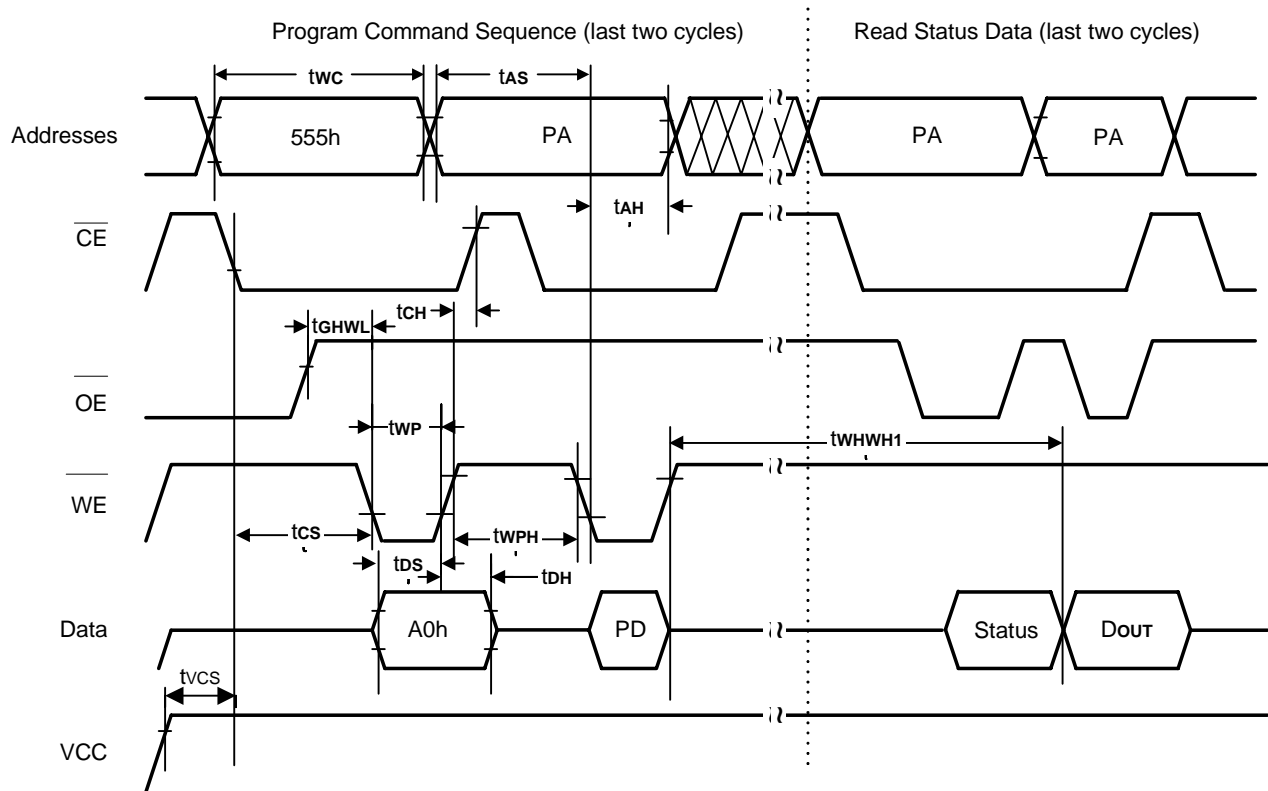 Program Command Sequence (last two cycles) Read Status Data (last two cycles)
tWC tAS
Addresses 555h PA PA PA
tAH
CE
tCH
tGHWL
OE
tWP tWHWH1
WE
tCS tWPH
tDS tDH
Data A0h PD Status DOUT
tVCS
VCC